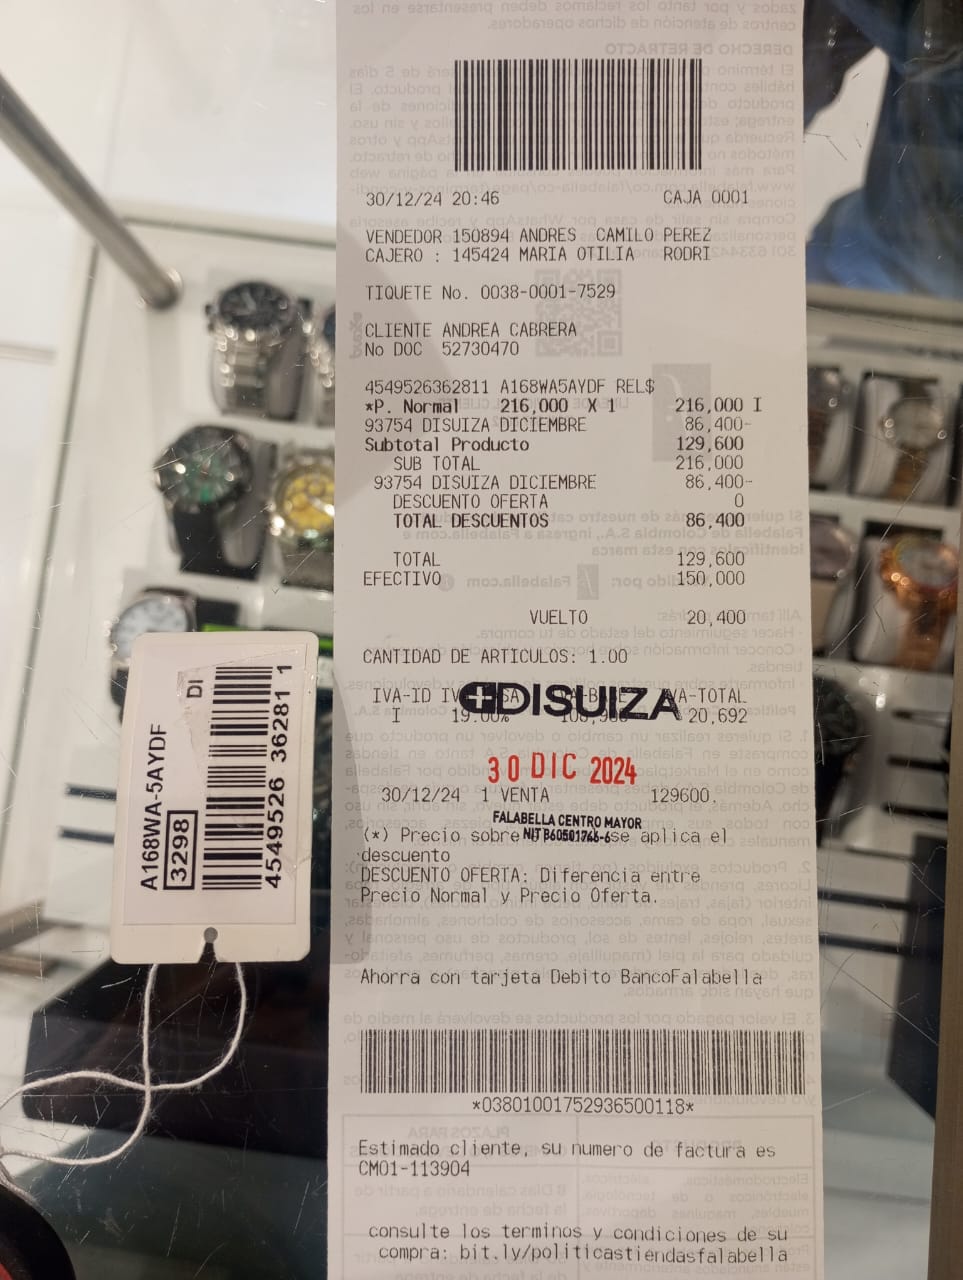 30/12/24 20:46 CAJA 0001
VENDEDOR 150894 ANDRES CAMILO PEREZ
CAJERO : 145424 MARIA OTILIA RODRI
TIQUETE No. 0038-0001-7529
CLIENTE ANDREA CABRERA
No DOC 52730470
4549526362811 A168WA5AYDF REL$
*P. Normal 216,000 X 1 216,000 I
93754 DISUIZA DICIEMBRE 86,400-
Subtotal Producto 129,600
SUB TOTAL 216,000
93754 DISUIZA DICIEMBRE 86,400-
DESCUENTO OFERTA 0
TOTAL DESCUENTOS 86,400
TOTAL 129,600
EFECTIVO 150,000
VUELTO 20,400
CANTIDAD DE ARTICULOS: 1.00
IVA-ID IVA-TOTAL
DISUIZA
I 19.00% 20,692
30 DIC 2024
30/12/24 1 VENTA 129600,
FALABELLA CENTRO MAYOR
(*) Precio sobre se aplica el
descuento
DESCUENTO OFERTA: Diferencia entre
Precio Normal y Precio Oferta.
Ahorra con tarjeta Debito BancoFalabella
*03801001752936500118*
Estimado cliente, su numero de factura es
CM01-113904
consulte los terminos y condiciones de su
compra: bit.ly/politicastiendasfalabella
A168WA-5AYDF
3298
DI
4549526 36281 1